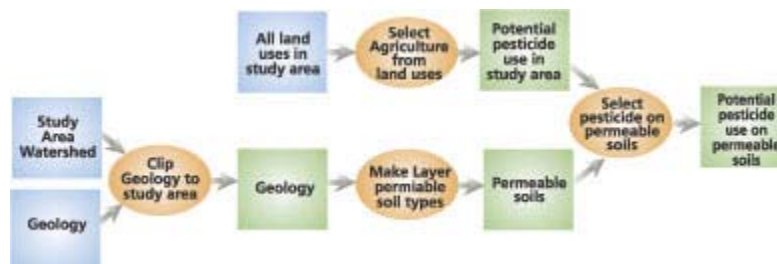 All land
uses in
study area
Select
Agriculture
from
land uses
Potential
pesticide
use in
study area
Study
Area
Watershed
Clip
Geology to
study area
Geology
Geology
Make Layer
permiable
soil types
Permeable
soils
Select
pesticide on
permeable
soils
Potential
pesticide
use on
permeable
soils